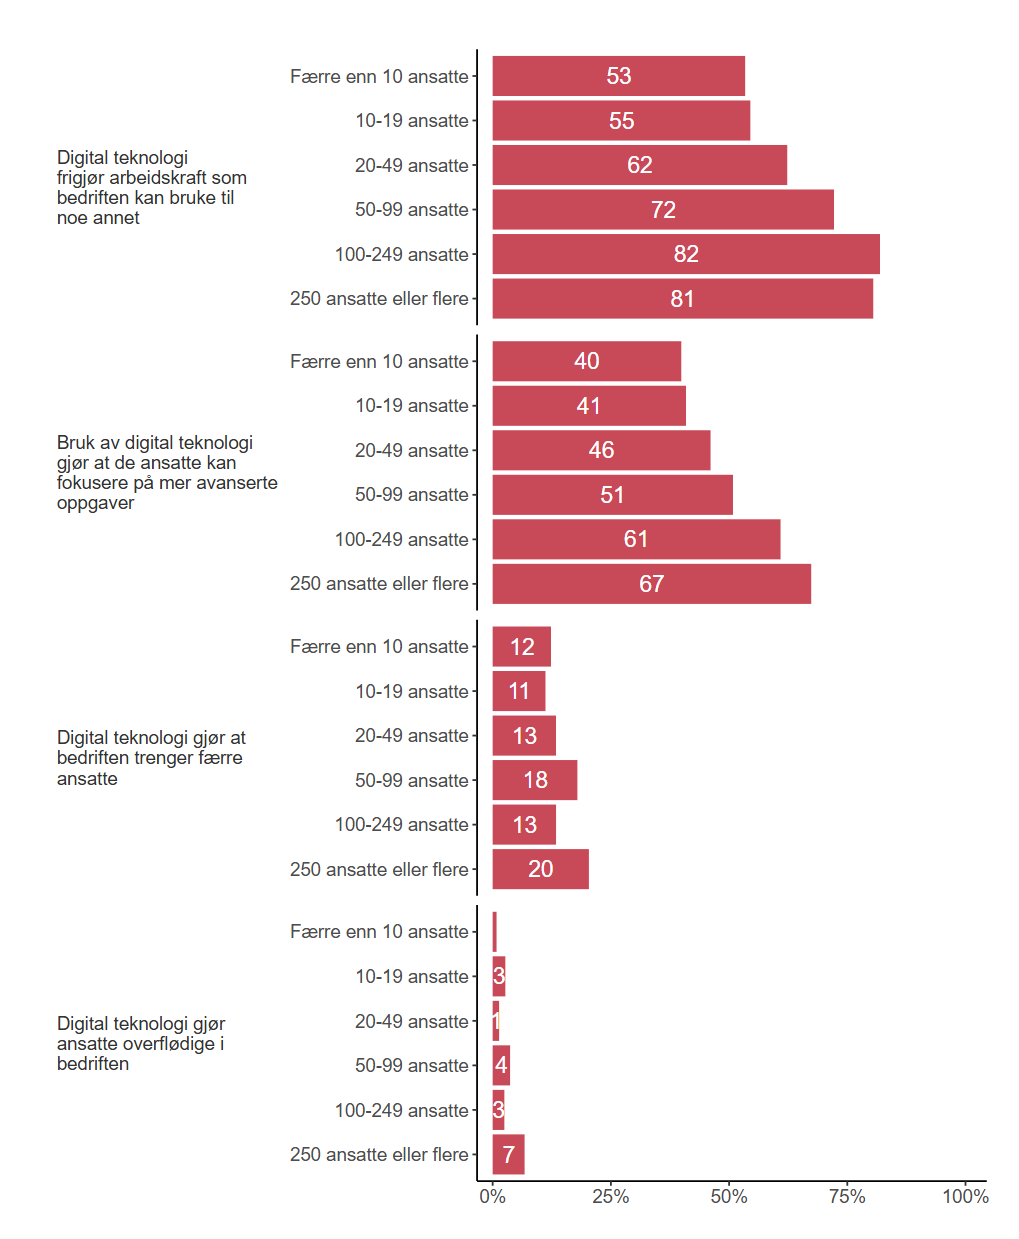 Digital teknologi
frigjør arbeidskraft som
bedriften kan bruke til
noe annet
Færre enn 10 ansatte 53
10-19 ansatte 55
20-49 ansatte 62
50-99 ansatte 72
100-249 ansatte 82
250 ansatte eller flere 81
Bruk av digital teknologi
gjør at de ansatte kan
fokusere på mer avanserte
oppgaver
Færre enn 10 ansatte 40
10-19 ansatte 41
20-49 ansatte 46
50-99 ansatte 51
100-249 ansatte 61
250 ansatte eller flere 67
Digital teknologi gjør at
bedriften trenger færre
ansatte
Færre enn 10 ansatte 12
10-19 ansatte 11
20-49 ansatte 13
50-99 ansatte 18
100-249 ansatte 13
250 ansatte eller flere 20
Digital teknologi gjør
ansatte overflødige i
bedriften
Færre enn 10 ansatte
10-19 ansatte 3
20-49 ansatte 1
50-99 ansatte 4
100-249 ansatte 3
250 ansatte eller flere 7
0% 25% 50% 75% 100%